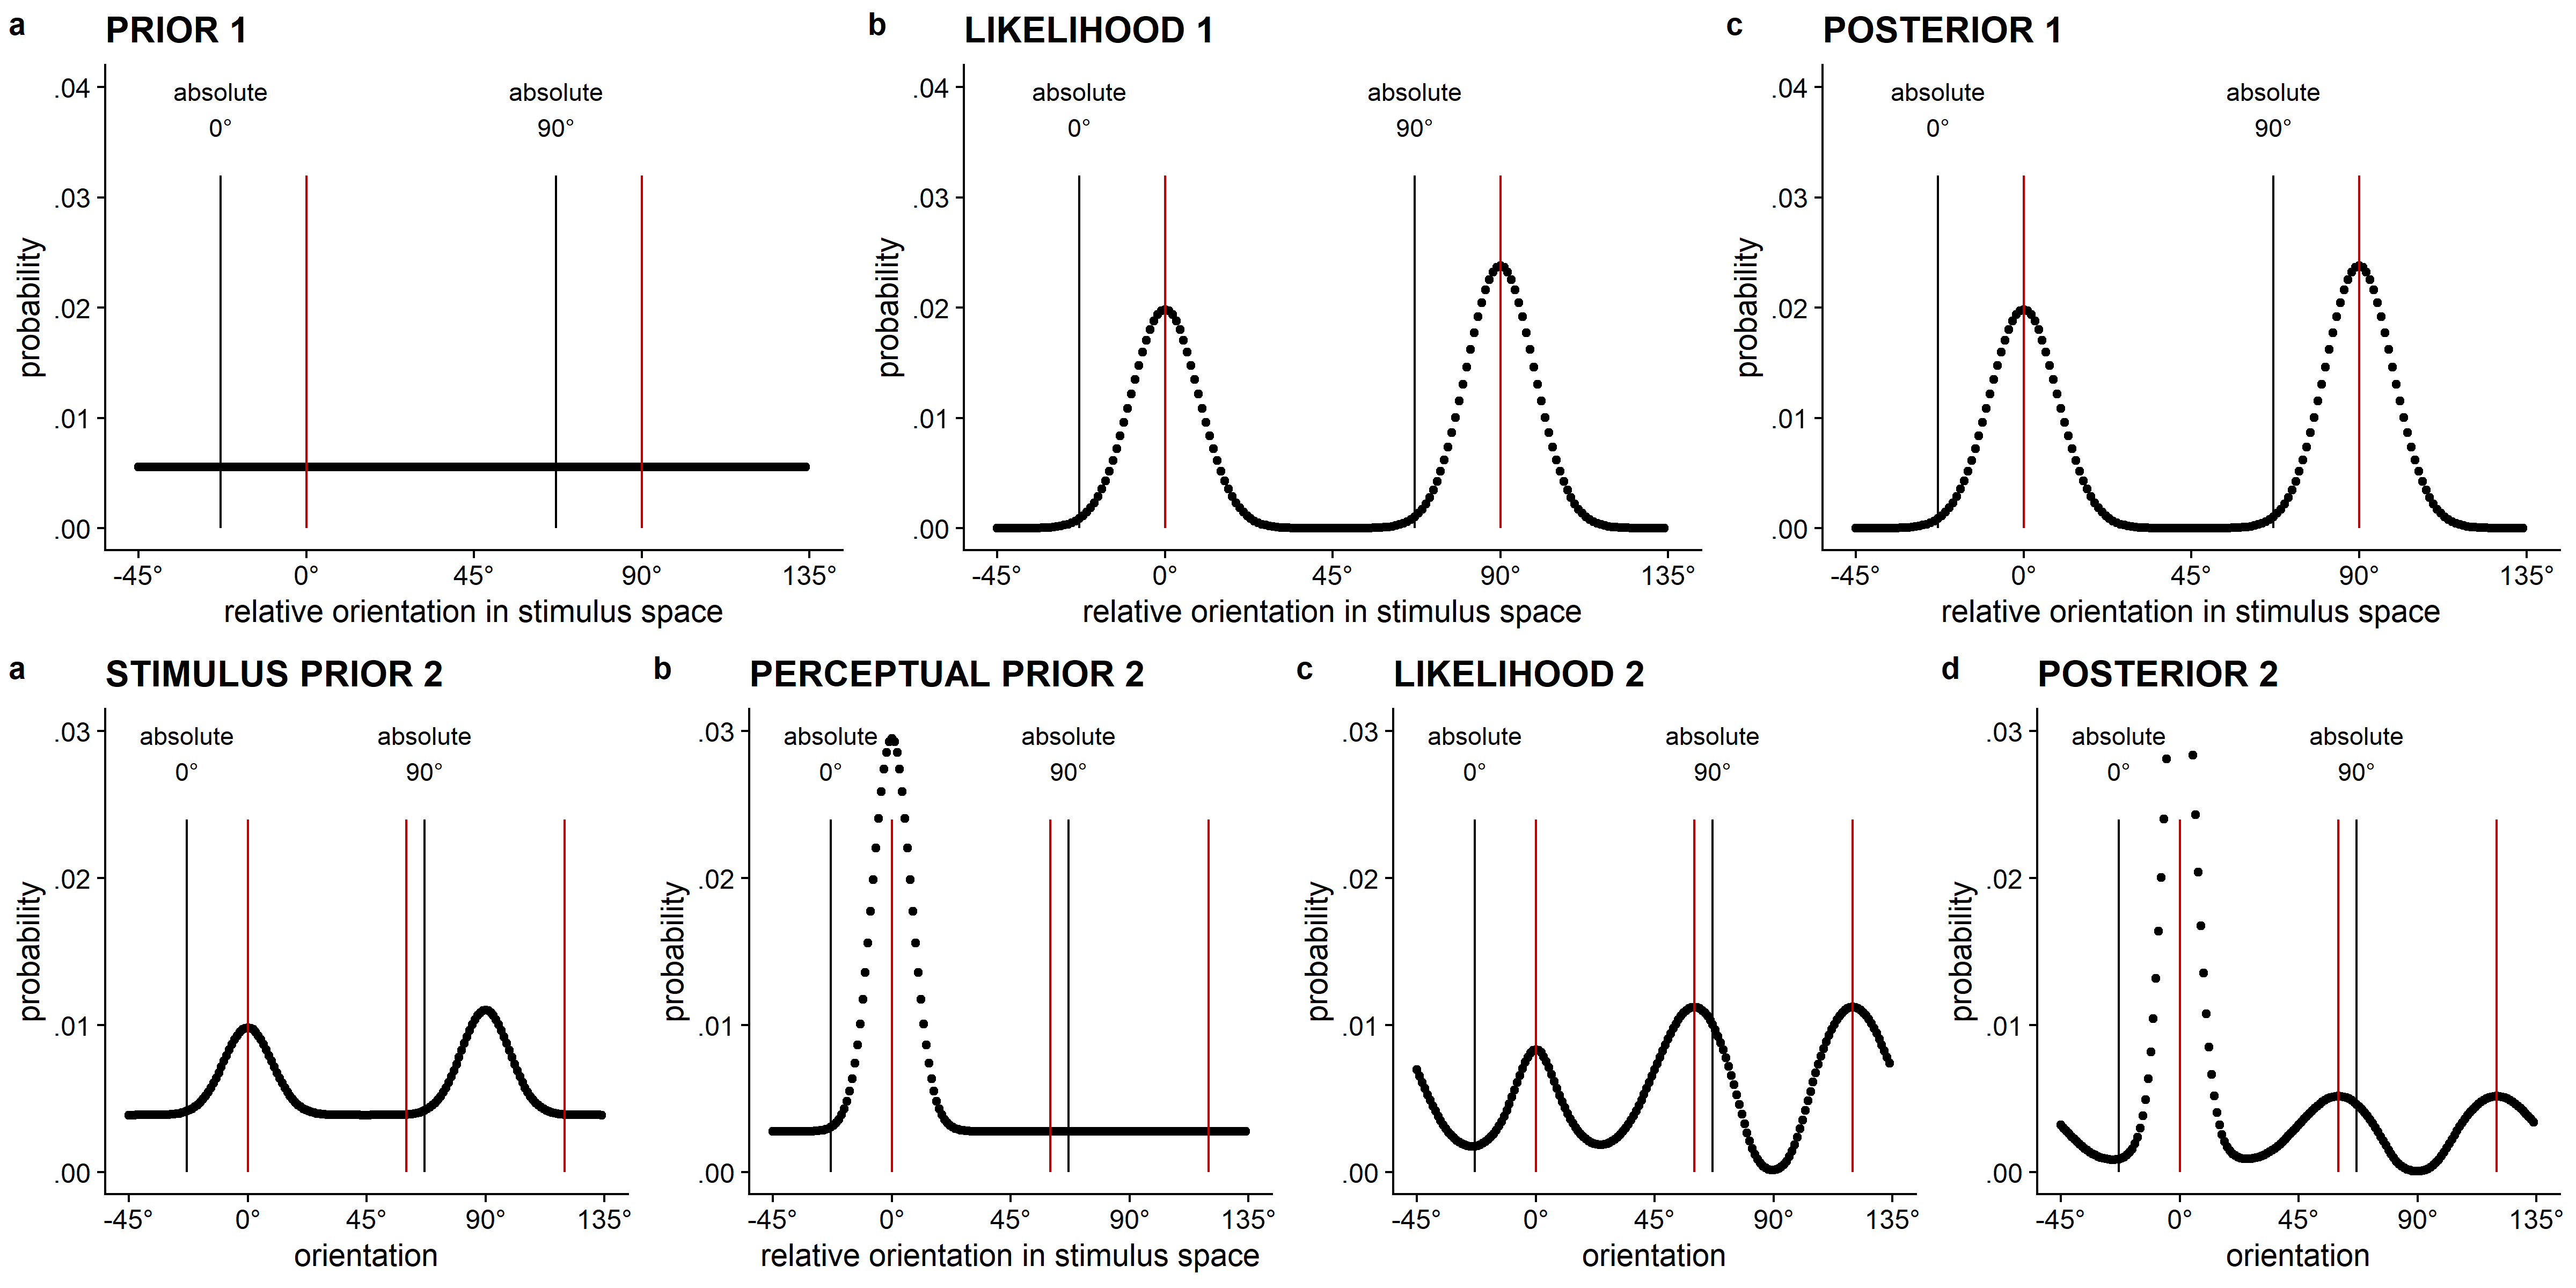 a PRIOR 1
.04
.03
.02
.01
.00
absolute
0°
absolute
90°
probability
-45° 0° 45° 90° 135°
relative orientation in stimulus space
b LIKELIHOOD 1
.04
.03
.02
.01
.00
absolute
0°
absolute
90°
probability
-45° 0° 45° 90° 135°
relative orientation in stimulus space
c POSTERIOR 1
.04
.03
.02
.01
.00
absolute
0°
absolute
90°
probability
-45° 0° 45° 90° 135°
relative orientation in stimulus space
a STIMULUS PRIOR 2
.03
.02
.01
.00
absolute
0°
absolute
90°
probability
-45° 0° 45° 90° 135°
orientation
b PERCEPTUAL PRIOR 2
.03
.02
.01
.00
absolute
0°
absolute
90°
probability
-45° 0° 45° 90° 135°
relative orientation in stimulus space
c LIKELIHOOD 2
.03
.02
.01
.00
absolute
0°
absolute
90°
probability
-45° 0° 45° 90° 135°
orientation
d POSTERIOR 2
.03
.02
.01
.00
absolute
0°
absolute
90°
probability
-45° 0° 45° 90° 135°
orientation